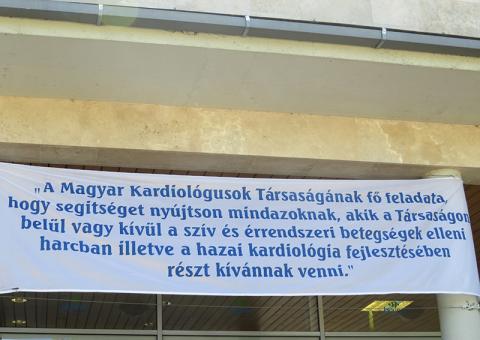 „A Magyar Kardiológusok Társaságának fő feladata,
hogy segitséget nyújtson mindazoknak, akik a Társaságon
belül vagy kívül a szív és érrendszeri betegségek elleni
harcban illetve a hazai kardiológia fejlesztésében
részt kívánnak venni."